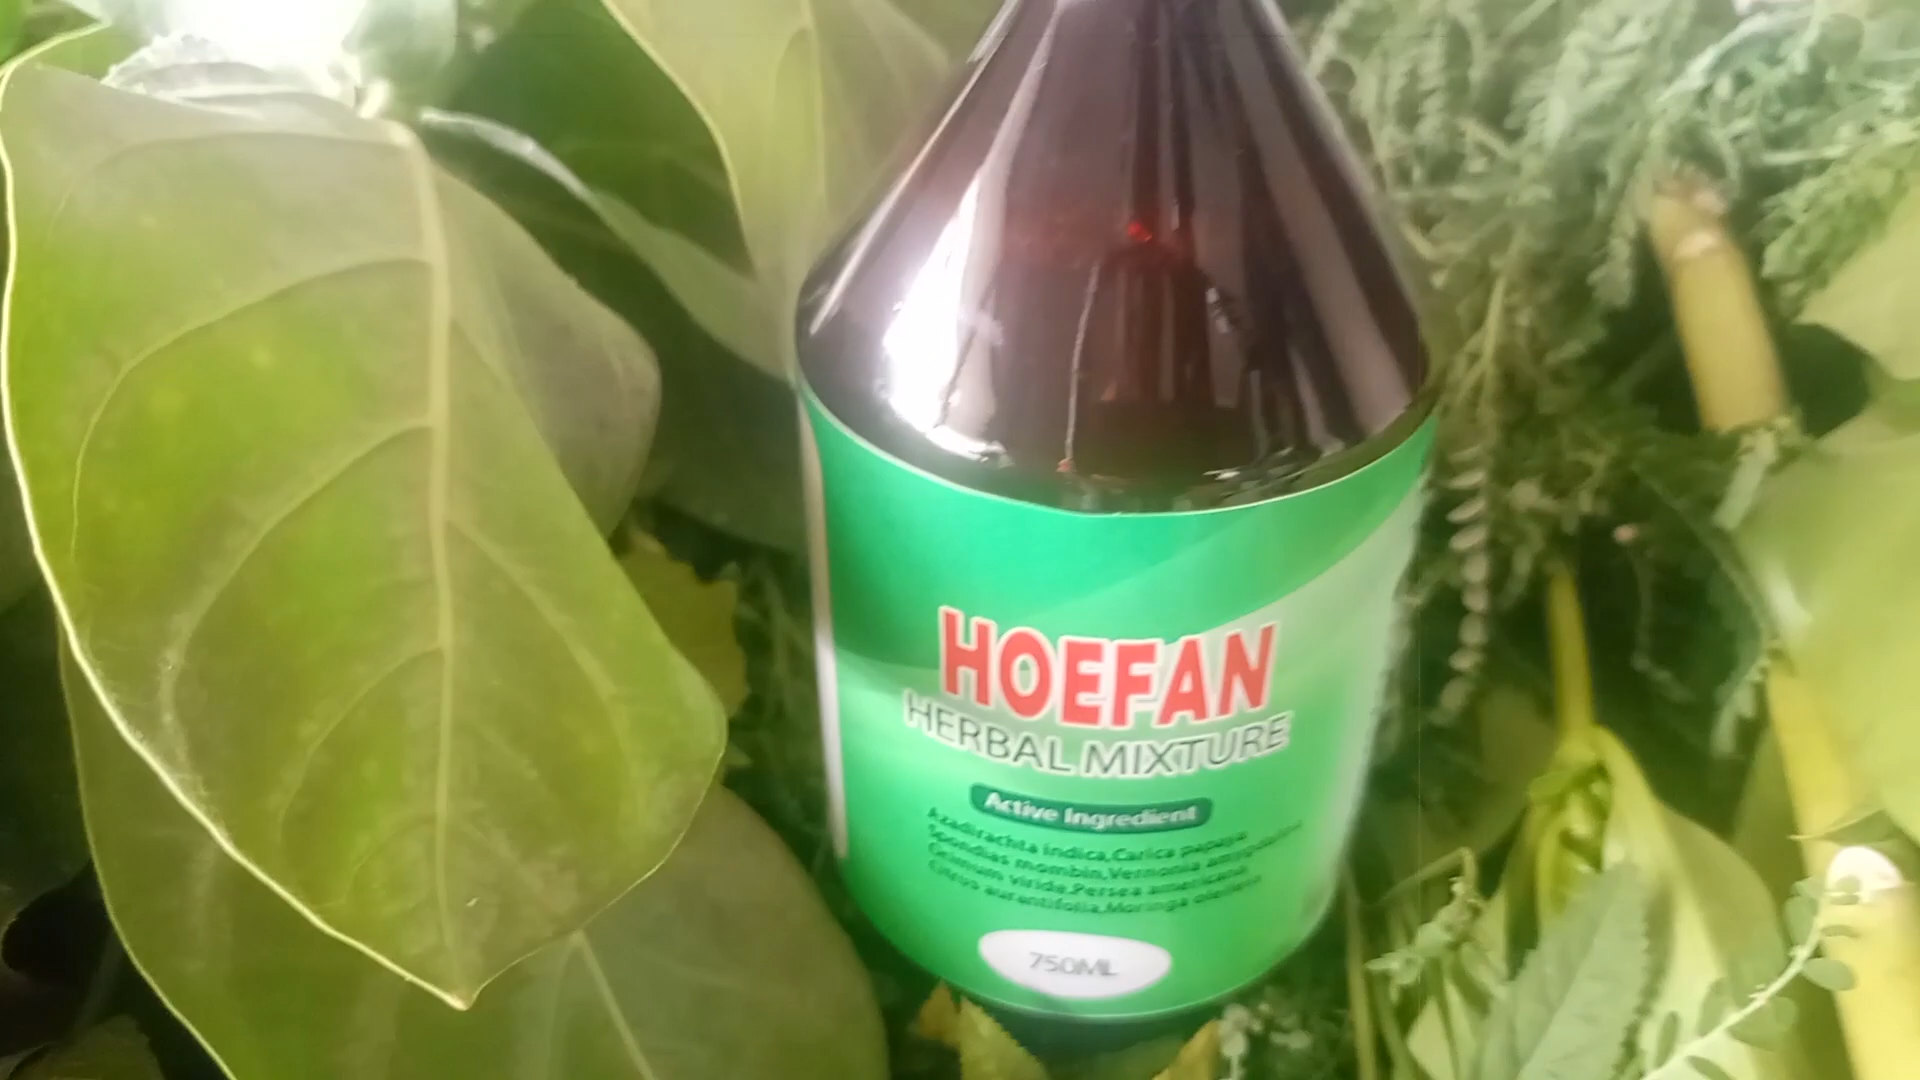 HOEFAN
HERBAL MIXTURE
Active Ingredient
Azadirachta indica,Carica papaya
Spondias mombin,Vernonia amygdalina
Ocimum viride,Persea americana
Citrus aurantifolia,Moringa oleifera
750ML